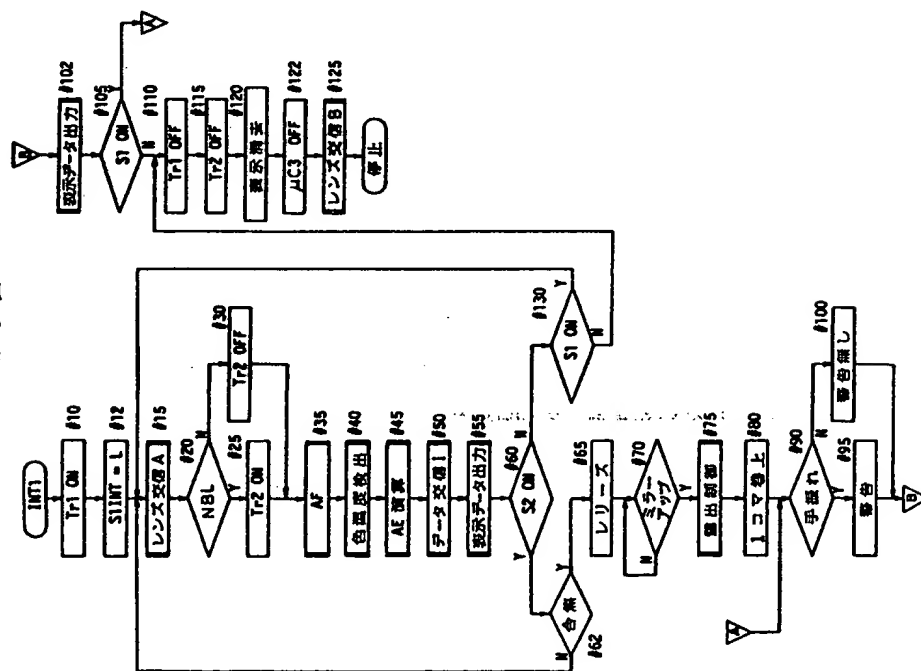 INT1
Tr1 ON #10
S1INT = L #12
レンズ交信A #15
NBL #20
N
Y
Tr2 ON #25
Tr2 OFF #30
AF #35
色温度検出 #40
AE演算 #45
データ交信I #50
表示データ出力 #55
S2 ON #60
Y
N
合焦 #62
N
Y
レリーズ #65
ミラーアップ #70
N
Y
露出制御 #75
1コマ巻上 #80
A
手振れ #90
N
Y
警告 #95
警告無し #100
B
S1 ON #130
Y
N
B
表示データ出力 #102
S1 ON #105
Y
A
N
Tr1 OFF #110
Tr2 OFF #115
表示消去 #120
μC3 OFF #122
レンズ交信B #125
停止